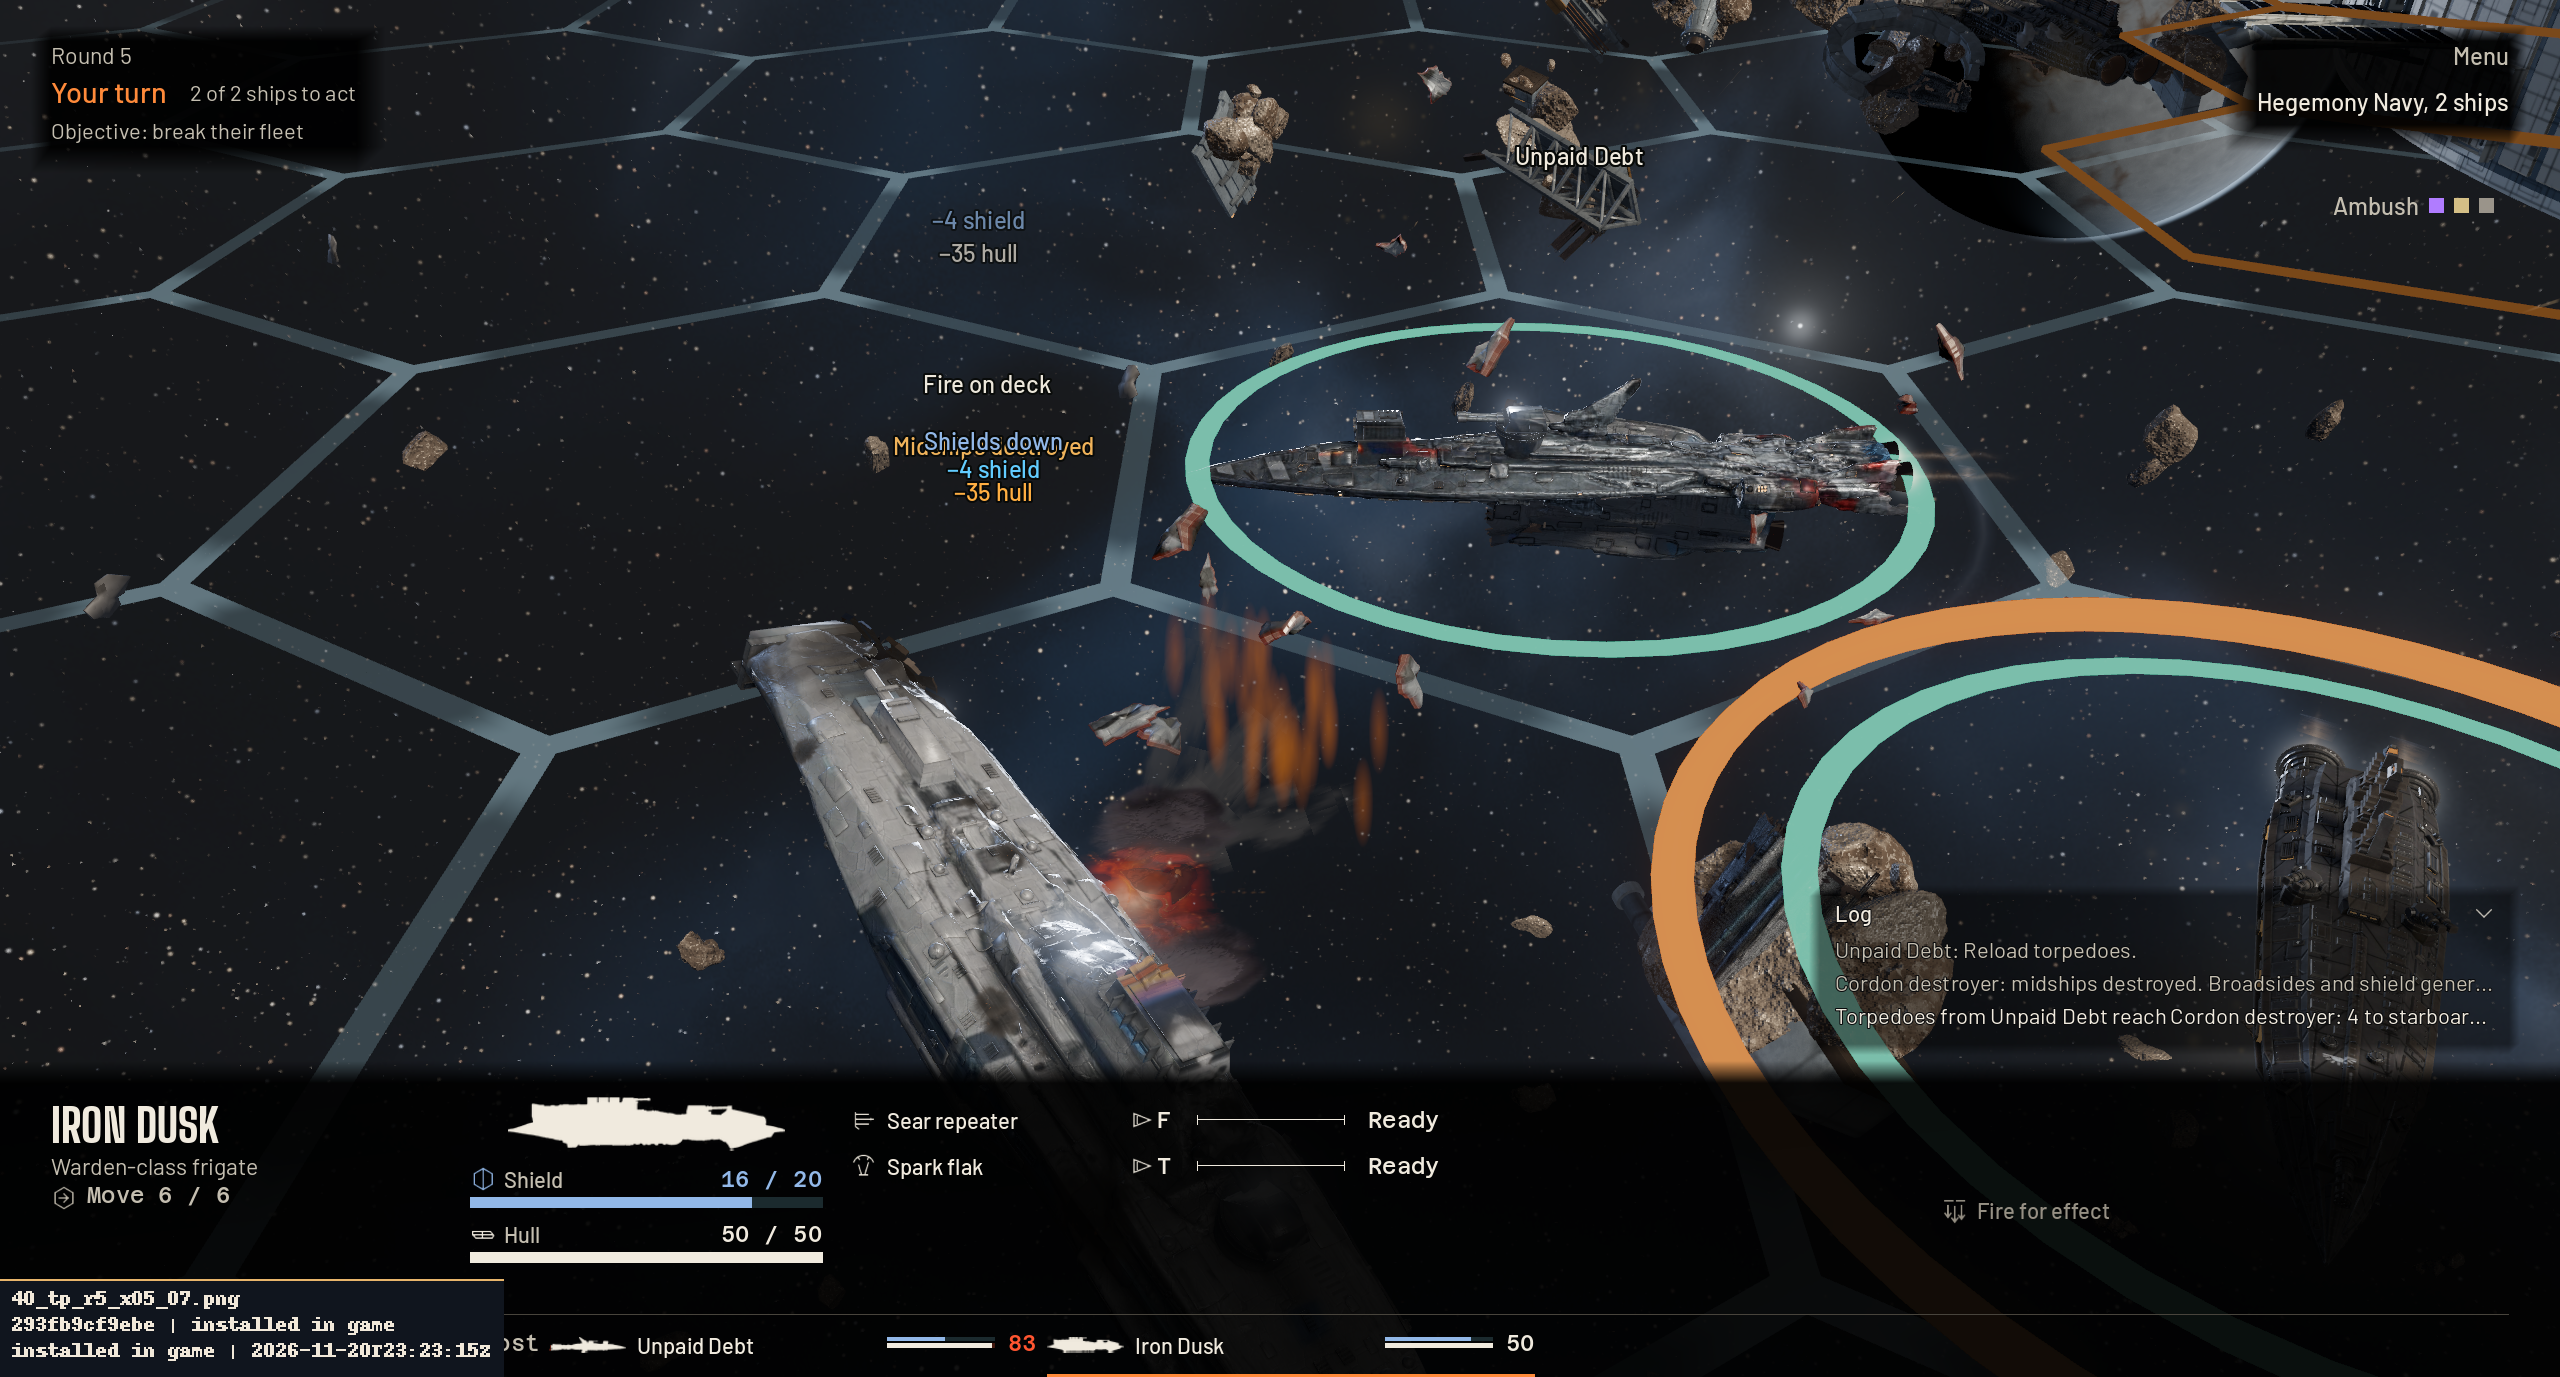 Round 5
Your turn 2 of 2 ships to act
Objective: break their fleet
Menu
Hegemony Navy, 2 ships
Ambush
Unpaid Debt
−4 shield
−35 hull
Fire on deck
Shields down
−4 shield
−35 hull
Log
Unpaid Debt: Reload torpedoes.
Cordon destroyer: midships destroyed. Broadsides and shield gener...
Torpedoes from Unpaid Debt reach Cordon destroyer: 4 to starboar...
IRON DUSK
Warden-class frigate
Move 6 / 6
Shield 16 / 20
Hull 50 / 50
Sear repeater F Ready
Spark flak T Ready
Fire for effect
40_tp_r5_x05_07.png
293fb9cf9ebe | installed in game
installed in game | 2026-11-20T23:23:15Z
Unpaid Debt 83 Iron Dusk 50